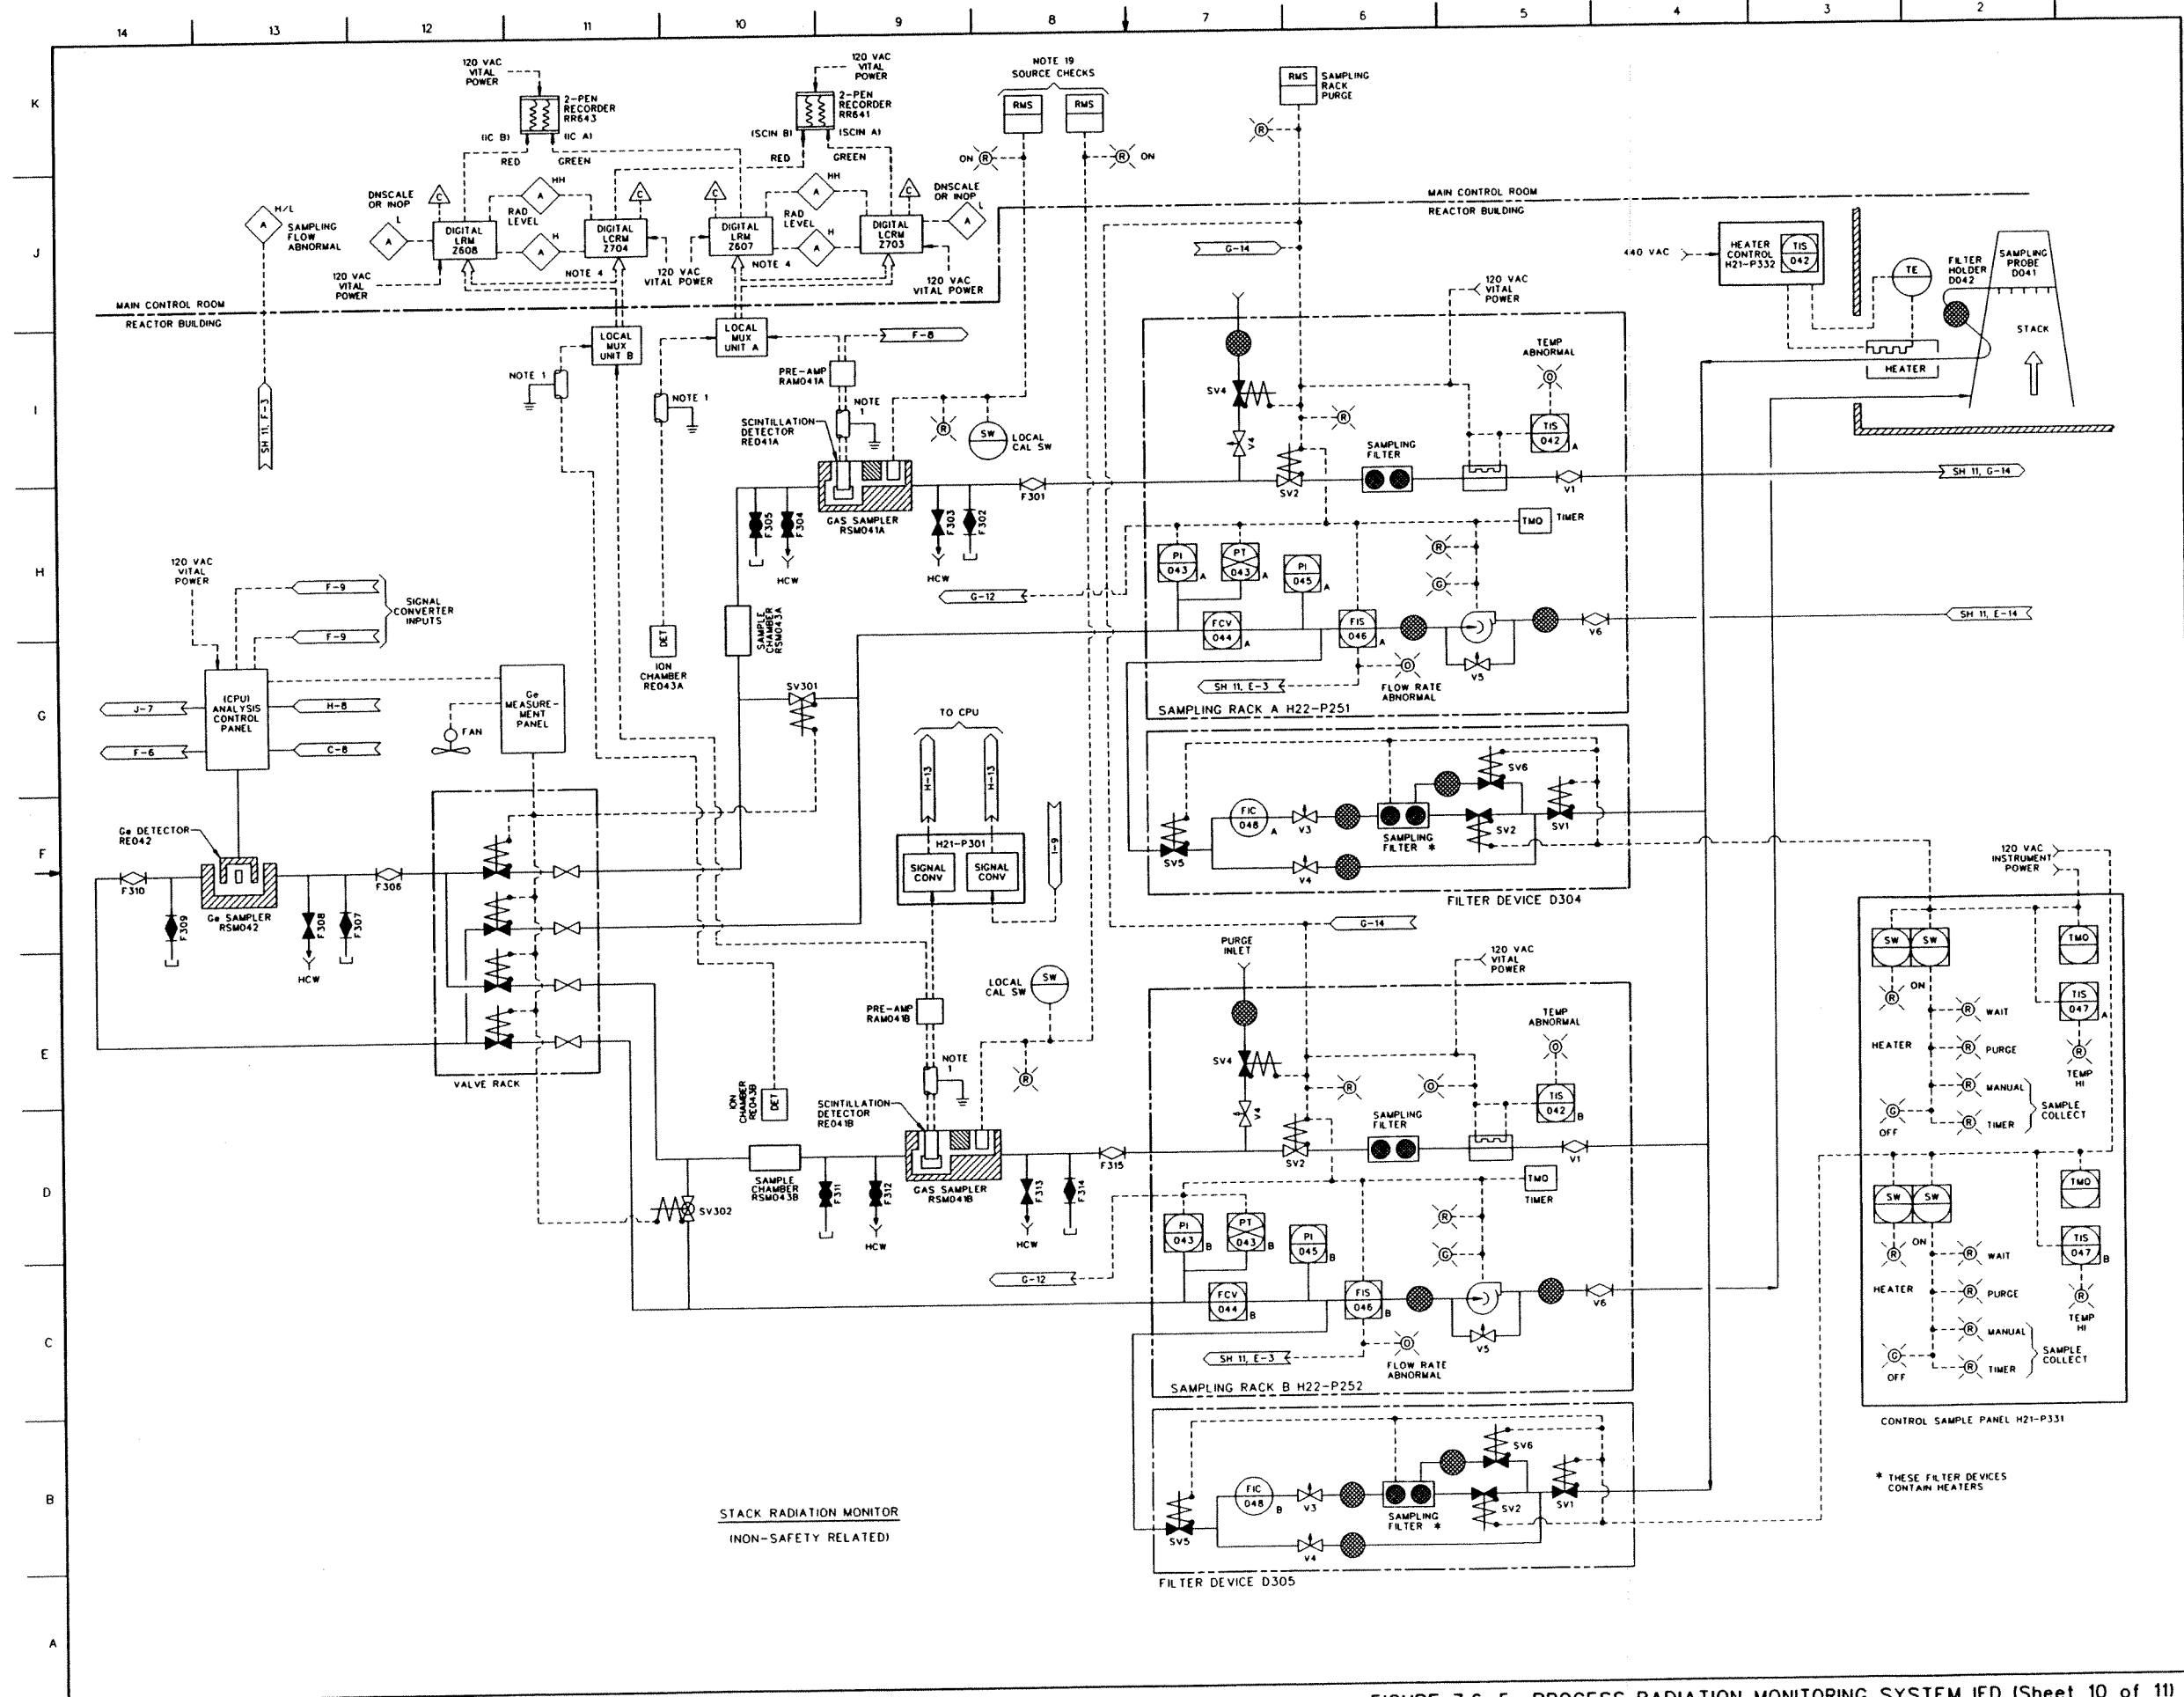 14
13
12
11
10
9
8
7
6
5
4
3
2
K
J
I
H
G
F
E
D
C
B
A
120 VAC
VITAL
POWER
2-PEN
RECORDER
RR643
(IC B)
(IC A)
RED
GREEN
120 VAC
VITAL
POWER
2-PEN
RECORDER
RR641
(SCIN B)
(SCIN A)
RED
GREEN
NOTE 19
SOURCE CHECKS
RMS
RMS
ON
R
R
ON
RMS
SAMPLING
RACK
PURGE
R
A
H/L
SAMPLING
FLOW
ABNORMAL
DNSCALE
OR INOP
L
A
C
DIGITAL
LRM
Z608
A
HH
RAD
LEVEL
A
H
C
DIGITAL
LCRM
Z704
NOTE 4
120 VAC
VITAL
POWER
C
DIGITAL
LRM
Z607
A
HH
RAD
LEVEL
A
H
C
DIGITAL
LCRM
Z703
NOTE 4
DNSCALE
OR INOP
L
A
120 VAC
VITAL POWER
120 VAC
VITAL POWER
MAIN CONTROL ROOM
REACTOR BUILDING
MAIN CONTROL ROOM
REACTOR BUILDING
G-14
440 VAC
HEATER
CONTROL
H21-P332
TIS
042
TE
FILTER
HOLDER
D042
SAMPLING
PROBE
D041
STACK
HEATER
SH 11, F-3
NOTE 1
LOCAL
MUX
UNIT B
NOTE 1
LOCAL
MUX
UNIT A
F-8
PRE-AMP
RAM041A
NOTE
1
SCINTILLATION
DETECTOR
RE041A
R
SW
LOCAL
CAL SW
GAS SAMPLER
RSM041A
F305
F304
HCW
F303
F302
HCW
F301
120 VAC
VITAL
POWER
SV4
V4
R
SV2
SAMPLING
FILTER
TEMP
ABNORMAL
O
TIS
042
A
V1
SH 11, G-14
TMO
TIMER
PI
043
A
PT
043
A
PI
045
A
R
G
FCV
044
A
FIS
046
A
V6
V5
SH 11, E-14
SH 11, E-3
O
FLOW RATE
ABNORMAL
SAMPLING RACK A H22-P251
G-12
120 VAC
VITAL
POWER
F-9
F-9
SIGNAL
CONVERTER
INPUTS
(CPU)
ANALYSIS
CONTROL
PANEL
J-7
F-6
H-8
C-8
Ge
MEASURE-
MENT
PANEL
FAN
DET
ION
CHAMBER
RE043A
SAMPLE
CHAMBER
RSM043A
SV301
TO CPU
H-13
H-13
H21-P301
SIGNAL
CONV
SIGNAL
CONV
I-9
SV6
FIC
048
A
V3
SAMPLING
FILTER *
SV2
SV1
SV5
V4
FILTER DEVICE D304
Ge DETECTOR
RE042
F310
F309
Ge SAMPLER
RSM042
F308
HCW
F307
F306
VALVE RACK
G-14
PURGE
INLET
120 VAC
VITAL
POWER
PRE-AMP
RAM041B
LOCAL
CAL SW
SW
NOTE
1
R
SCINTILLATION
DETECTOR
RE041B
ION
CHAMBER
RE043B
DET
SAMPLE
CHAMBER
RSM043B
F311
F312
HCW
GAS SAMPLER
RSM041B
F313
HCW
F314
F315
SV302
G-12
SV4
V4
R
O
SV2
SAMPLING
FILTER
TEMP
ABNORMAL
O
TIS
042
B
V1
TMO
TIMER
PI
043
B
PT
043
B
PI
045
B
R
G
FCV
044
B
FIS
046
B
V6
V5
SH 11, E-3
O
FLOW RATE
ABNORMAL
SAMPLING RACK B H22-P252
SV6
FIC
048
B
V3
SAMPLING
FILTER *
SV2
SV1
SV5
V4
FILTER DEVICE D305
120 VAC
INSTRUMENT
POWER
SW
SW
TMO
R
ON
TIS
047
A
R
WAIT
HEATER
R
PURGE
R
TEMP
HI
R
MANUAL
R
TIMER
SAMPLE
COLLECT
G
OFF
SW
SW
TMO
R
ON
TIS
047
B
R
WAIT
HEATER
R
PURGE
R
TEMP
HI
R
MANUAL
R
TIMER
SAMPLE
COLLECT
G
OFF
CONTROL SAMPLE PANEL H21-P331
* THESE FILTER DEVICES
CONTAIN HEATERS
STACK RADIATION MONITOR
(NON-SAFETY RELATED)
FIGURE 7.6-5 PROCESS RADIATION MONITORING SYSTEM IED (Sheet 10 of 11)